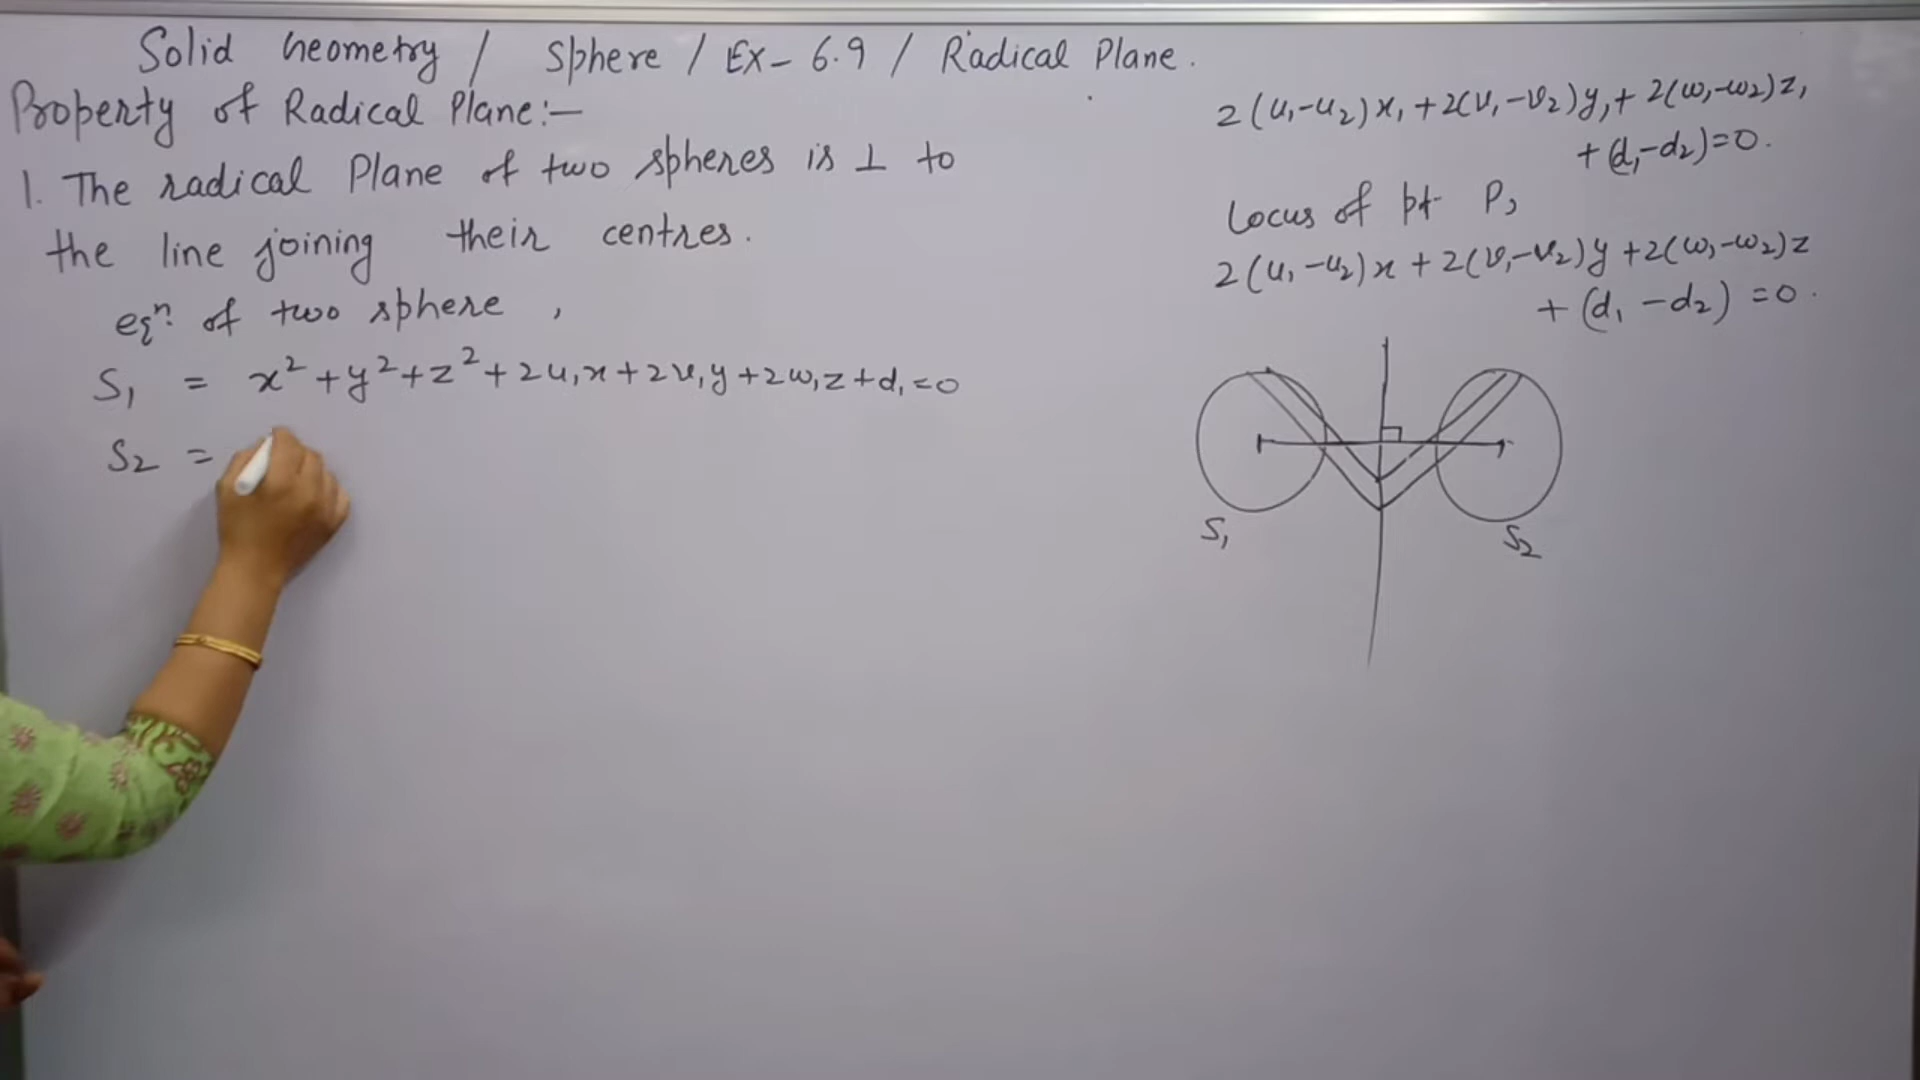 Solid Geometry / Sphere / Ex- 6.9 / Radical Plane.
Property of Radical Plane:-
1. The radical Plane of two spheres is ⊥ to
the line joining their centres.
eqⁿ. of two sphere ,
S₁ = x²+y²+z²+2u₁x+2v₁y+2w₁z+d₁=0
S₂ =
2(u₁-u₂)x₁+2(v₁-v₂)y₁+2(w₁-w₂)z₁
+(d₁-d₂)=0.
Locus of pt P,
2(u₁-u₂)x+2(v₁-v₂)y+2(w₁-w₂)z
+(d₁-d₂)=0.
S₁
S₂